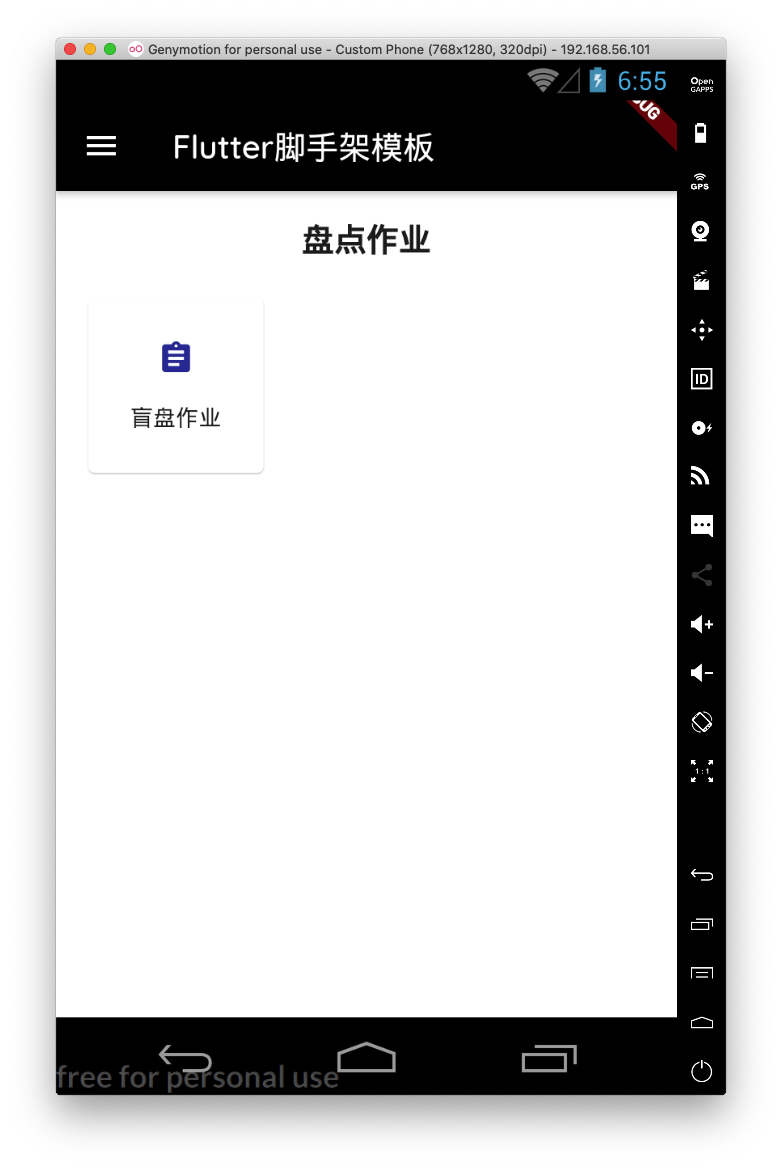 Genymotion for personal use - Custom Phone (768x1280, 320dpi) - 192.168.56.101
6:55
Open
GAPPS
Flutter脚手架模板
GPS
盘点作业
盲盘作业
ID
1:1
free for personal use